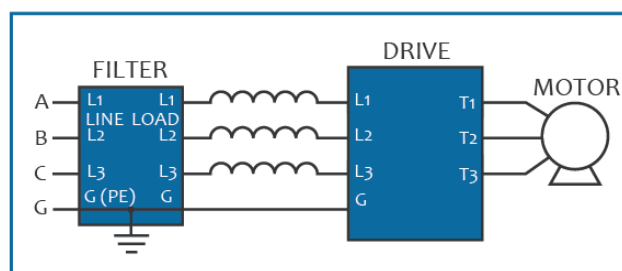 FILTER
DRIVE
MOTOR
A L1 L1 L1 T1
LINE LOAD
B L2 L2 L2 T2
C L3 L3 L3 T3
G G (PE) G G